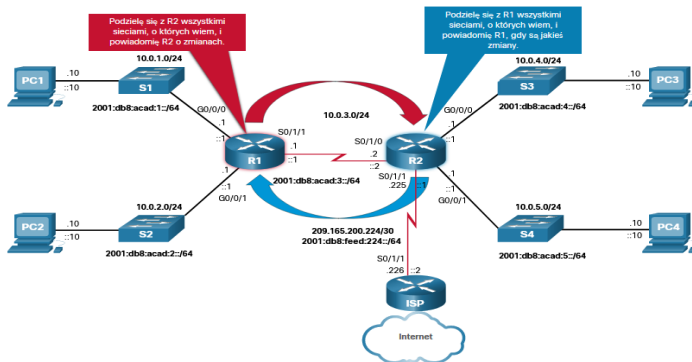 Podzielę się z R2 wszystkimi
sieciami, o których wiem, i
powiadomię R2 o zmianach.
Podzielę się z R1 wszystkimi
sieciami, o których wiem, i
powiadomię R1, gdy są jakieś
zmiany.
10.0.1.0/24
PC1
.10
::10
S1
2001:db8:acad:1::/64
G0/0/0
.1
::1
10.0.3.0/24
10.0.4.0/24
S3
.10
::10
PC3
2001:db8:acad:4::/64
G0/0/0
.1
::1
S0/1/1
.1
::1
R1
S0/1/0
.2
::2
R2
2001:db8:acad:3::/64
S0/1/1
.225
::1
.1
::1
G0/0/1
.1
::1
G0/0/1
10.0.2.0/24
PC2
.10
::10
S2
2001:db8:acad:2::/64
10.0.5.0/24
S4
.10
::10
PC4
2001:db8:acad:5::/64
209.165.200.224/30
2001:db8:feed:224::/64
S0/1/1
.226
::2
ISP
Internet